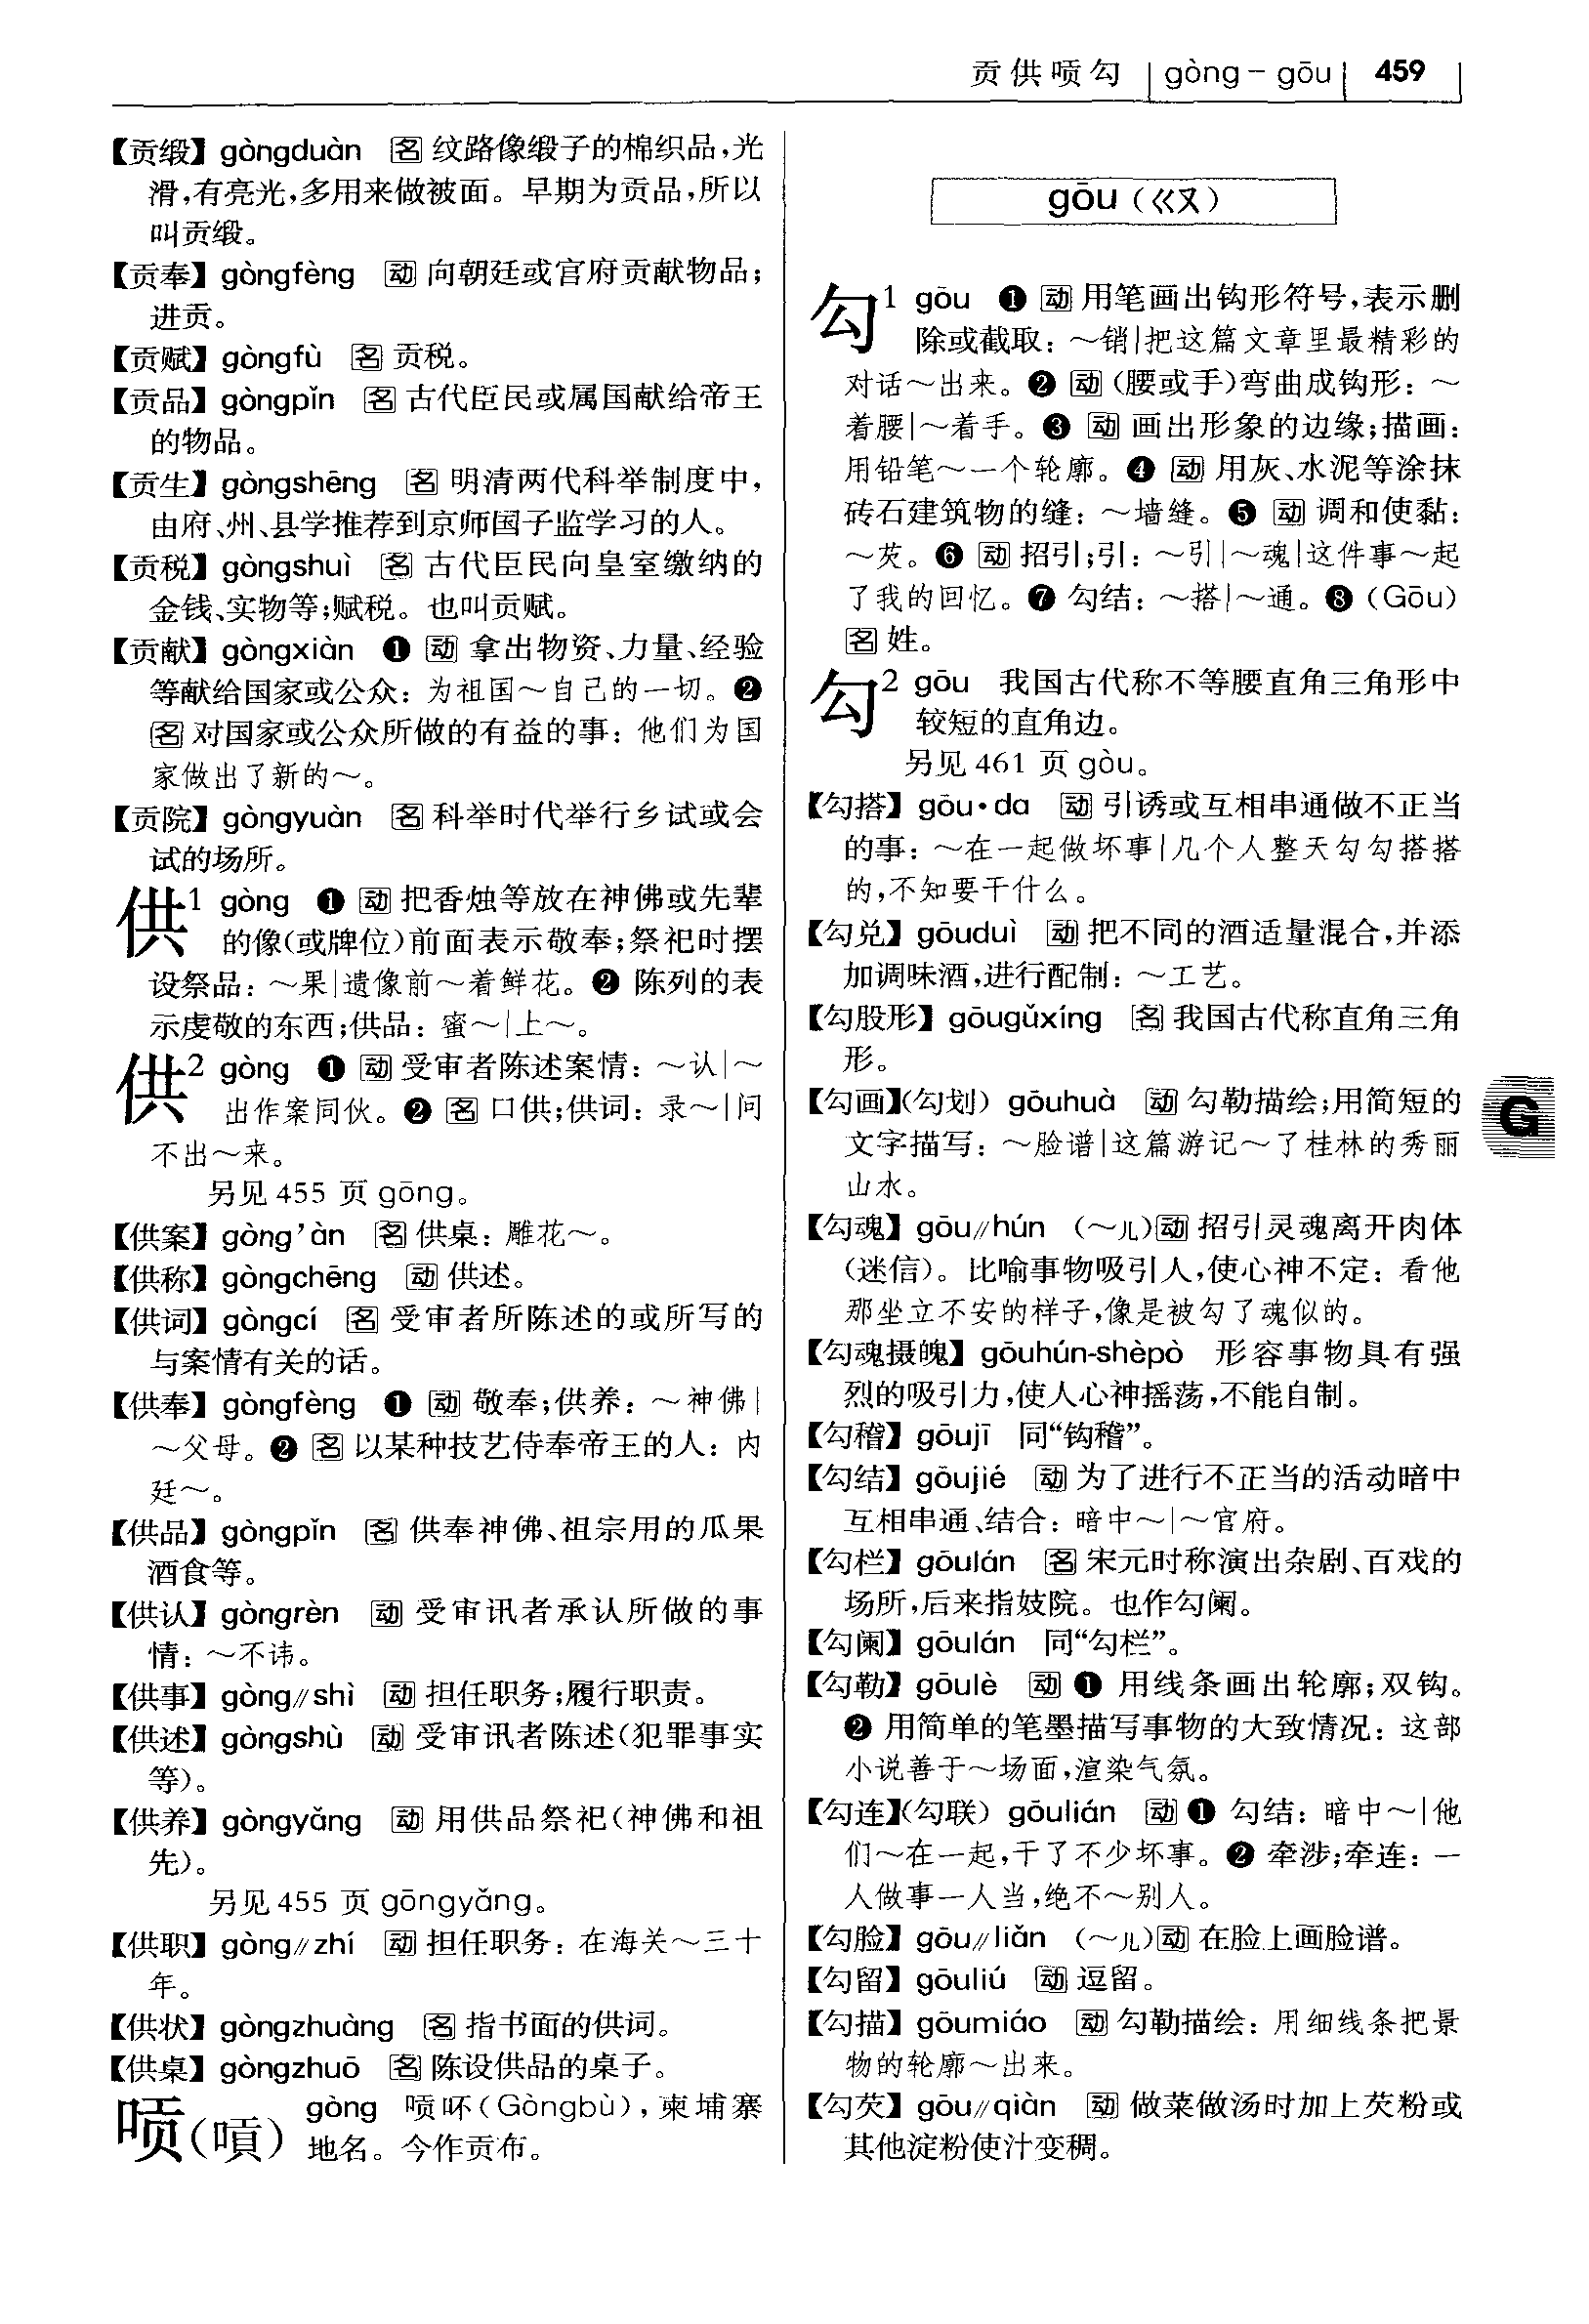 贡供唝勾 gòng－gōu 459
【贡缎】gòngduàn 名 纹路像缎子的棉织品,光
滑,有亮光,多用来做被面。早期为贡品,所以
叫贡缎。
【贡奉】gòngfèng 动 向朝廷或官府贡献物品;
进贡。
【贡赋】gòngfù 名 贡税。
【贡品】gòngpǐn 名 古代臣民或属国献给帝王
的物品。
【贡生】gòngshēng 名 明清两代科举制度中,
由府、州、县学推荐到京师国子监学习的人。
【贡税】gòngshuì 名 古代臣民向皇室缴纳的
金钱、实物等;赋税。也叫贡赋。
【贡献】gòngxiàn ❶ 动 拿出物资、力量、经验
等献给国家或公众：为祖国～自己的一切。❷
名 对国家或公众所做的有益的事：他们为国
家做出了新的～。
【贡院】gòngyuàn 名 科举时代举行乡试或会
试的场所。
供1 gòng ❶ 动 把香烛等放在神佛或先辈
的像(或牌位)前面表示敬奉;祭祀时摆
设祭品：～果|遗像前～着鲜花。❷ 陈列的表
示虔敬的东西;供品：蜜～|上～。
供2 gòng ❶ 动 受审者陈述案情：～认|～
出作案同伙。❷ 名 口供;供词：录～|问
不出～来。
另见 455 页 gōng。
【供案】gòng’àn 名 供桌：雕花～。
【供称】gòngchēng 动 供述。
【供词】gòngcí 名 受审者所陈述的或所写的
与案情有关的话。
【供奉】gòngfèng ❶ 动 敬奉;供养：～神佛|
～父母。❷ 名 以某种技艺侍奉帝王的人：内
廷～。
【供品】gòngpǐn 名 供奉神佛、祖宗用的瓜果
酒食等。
【供认】gòngrèn 动 受审讯者承认所做的事
情：～不讳。
【供事】gòng//shì 动 担任职务;履行职责。
【供述】gòngshù 动 受审讯者陈述(犯罪事实
等)。
【供养】gòngyǎng 动 用供品祭祀(神佛和祖
先)。
另见 455 页 gōngyǎng。
【供职】gòng//zhí 动 担任职务：在海关～三十
年。
【供状】gòngzhuàng 名 指书面的供词。
【供桌】gòngzhuō 名 陈设供品的桌子。
唝(嗊) gòng 唝吥(Gòngbù),柬埔寨
地名。今作贡布。
gōu (ㄍㄡ)
勾1 gōu ❶ 动 用笔画出钩形符号,表示删
除或截取：～销|把这篇文章里最精彩的
对话～出来。❷ 动 (腰或手)弯曲成钩形：～
着腰|～着手。❸ 动 画出形象的边缘;描画：
用铅笔～一个轮廓。❹ 动 用灰、水泥等涂抹
砖石建筑物的缝：～墙缝。❺ 动 调和使黏：
～芡。❻ 动 招引;引：～引|～魂|这件事～起
了我的回忆。❼ 勾结：～搭|～通。❽ (Gōu)
名 姓。
勾2 gōu 我国古代称不等腰直角三角形中
较短的直角边。
另见 461 页 gòu。
【勾搭】gōu·da 动 引诱或互相串通做不正当
的事：～在一起做坏事|几个人整天勾勾搭搭
的,不知要干什么。
【勾兑】gōuduì 动 把不同的酒适量混合,并添
加调味酒,进行配制：～工艺。
【勾股形】gōugǔxíng 名 我国古代称直角三角
形。
【勾画】(勾划) gōuhuà 动 勾勒描绘;用简短的
文字描写：～脸谱|这篇游记～了桂林的秀丽
山水。
【勾魂】gōu//hún (～儿)动 招引灵魂离开肉体
(迷信)。比喻事物吸引人,使心神不定：看他
那坐立不安的样子,像是被勾了魂似的。
【勾魂摄魄】gōuhún-shèpò 形容事物具有强
烈的吸引力,使人心神摇荡,不能自制。
【勾稽】gōujī 同“钩稽”。
【勾结】gōujié 动 为了进行不正当的活动暗中
互相串通、结合：暗中～|～官府。
【勾栏】gōulán 名 宋元时称演出杂剧、百戏的
场所,后来指妓院。也作勾阑。
【勾阑】gōulán 同“勾栏”。
【勾勒】gōulè 动 ❶ 用线条画出轮廓;双钩。
❷ 用简单的笔墨描写事物的大致情况：这部
小说善于～场面,渲染气氛。
【勾连】(勾联) gōulián 动 ❶ 勾结：暗中～|他
们～在一起,干了不少坏事。❷ 牵涉;牵连：一
人做事一人当,绝不～别人。
【勾脸】gōu//liǎn (～儿)动 在脸上画脸谱。
【勾留】gōuliú 动 逗留。
【勾描】gōumiáo 动 勾勒描绘：用细线条把景
物的轮廓～出来。
【勾芡】gōu//qiàn 动 做菜做汤时加上芡粉或
其他淀粉使汁变稠。
G